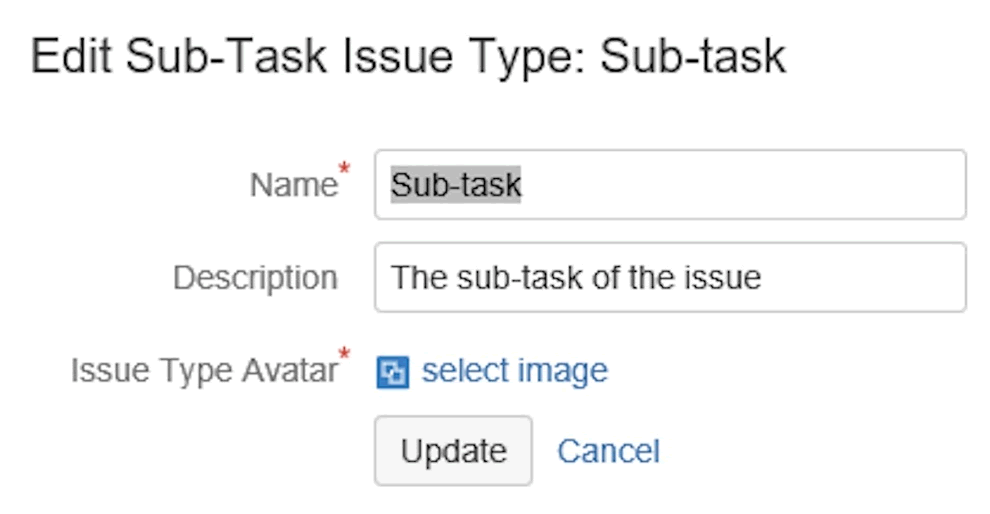 Edit Sub-Task Issue Type: Sub-task
Name* Sub-task
Description The sub-task of the issue
Issue Type Avatar* select image
Update Cancel